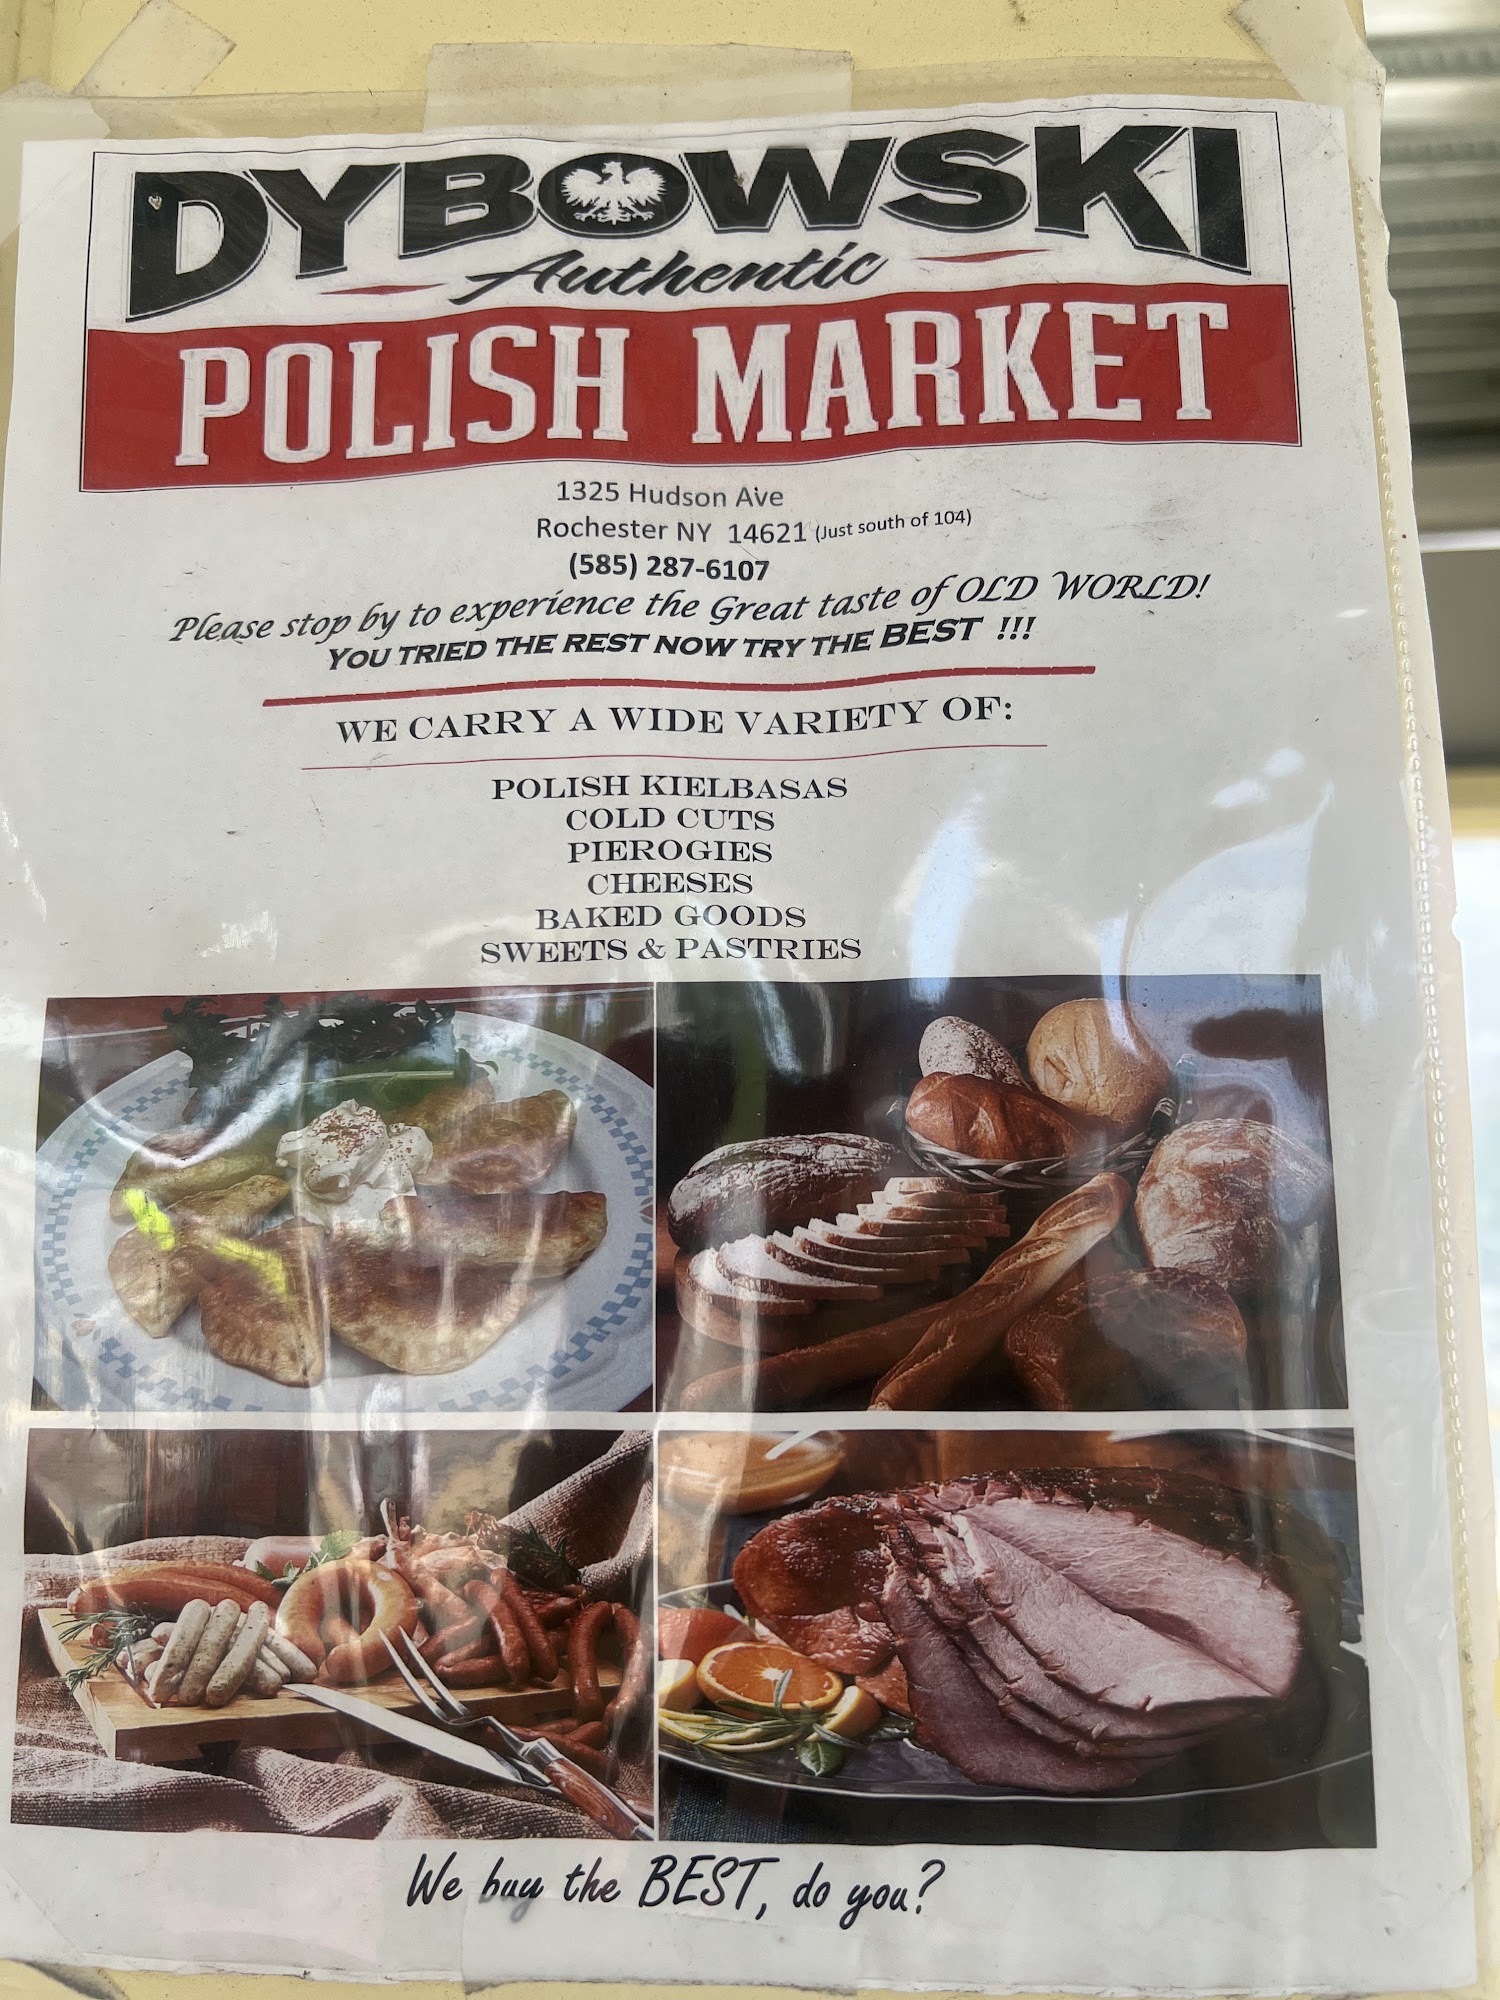 DYBOWSKI
Authentic
POLISH MARKET
1325 Hudson Ave
Rochester NY 14621 (Just south of 104)
(585) 287-6107
Please stop by to experience the Great taste of OLD WORLD!
YOU TRIED THE REST NOW TRY THE BEST !!!
WE CARRY A WIDE VARIETY OF:
POLISH KIELBASAS
COLD CUTS
PIEROGIES
CHEESES
BAKED GOODS
SWEETS & PASTRIES
We buy the BEST, do you?